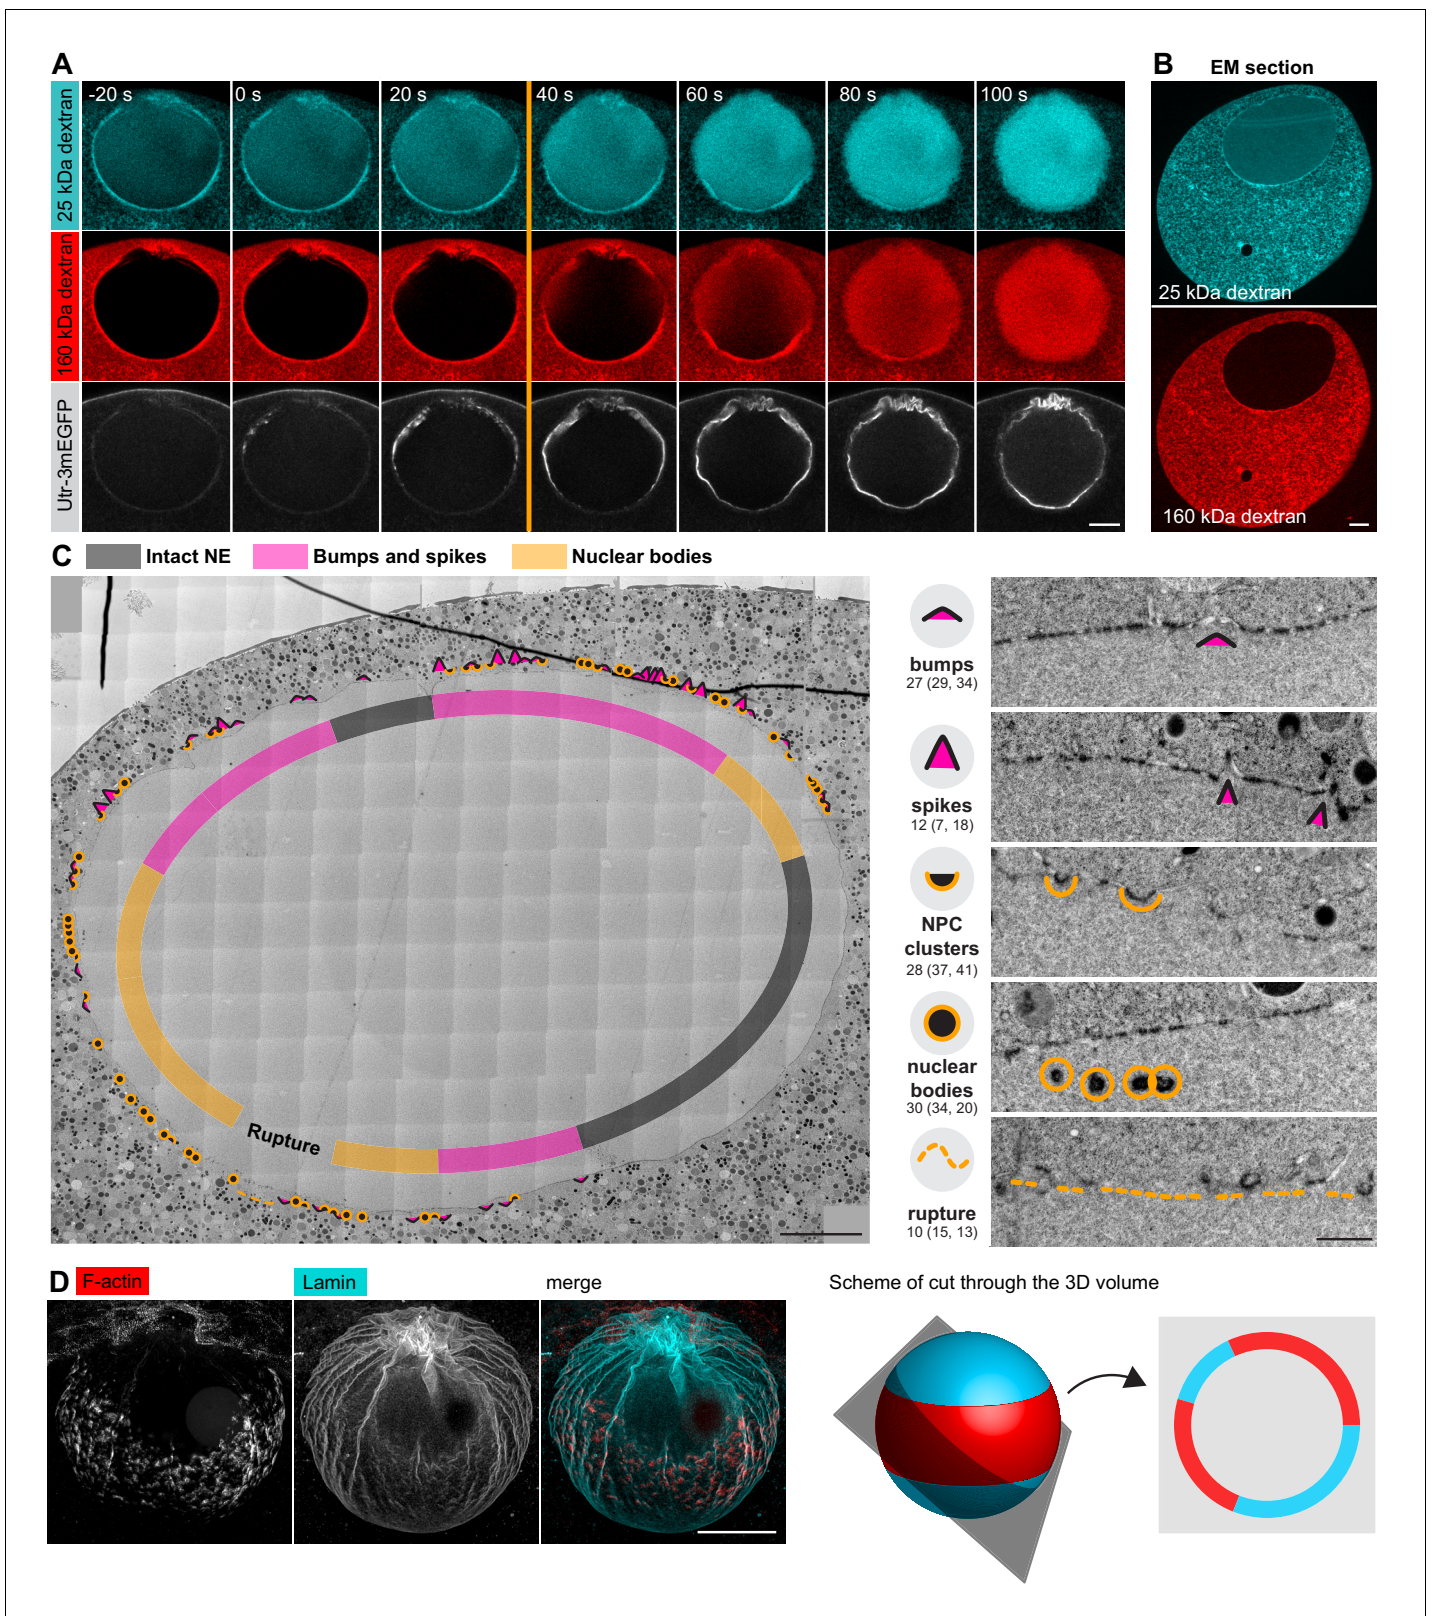 A
-20 s
0 s
20 s
40 s
60 s
80 s
100 s
25 kDa dextran
160 kDa dextran
Utr-3mEGFP
B
EM section
25 kDa dextran
160 kDa dextran
C
Intact NE
Bumps and spikes
Nuclear bodies
Rupture
bumps
27 (29, 34)
spikes
12 (7, 18)
NPC
clusters
28 (37, 41)
nuclear
bodies
30 (34, 20)
rupture
10 (15, 13)
D
F-actin
Lamin
merge
Scheme of cut through the 3D volume